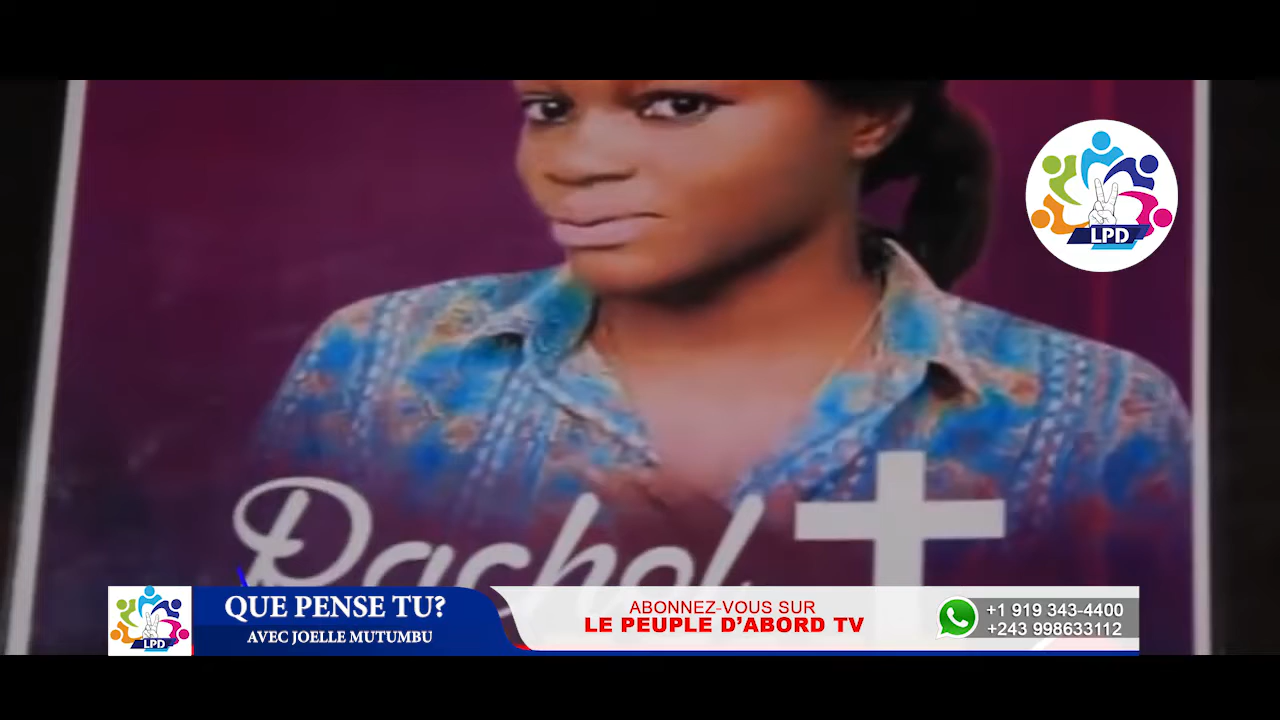 LPD
Rachel
LPD
QUE PENSE TU?
AVEC JOELLE MUTUMBU
ABONNEZ-VOUS SUR
LE PEUPLE D'ABORD TV
+1 919 343-4400
+243 998633112